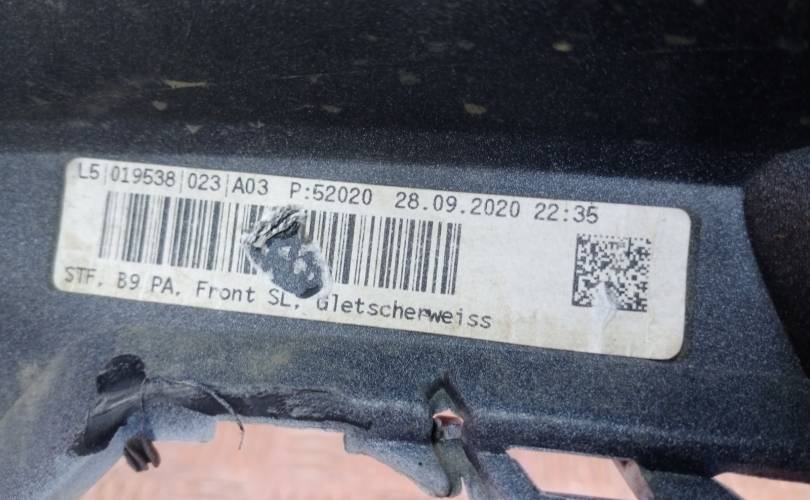 L5|019538|023|A03 P:52020 28.09.2020 22:35
STF. B9 PA. Front SL. Gletscherweiss